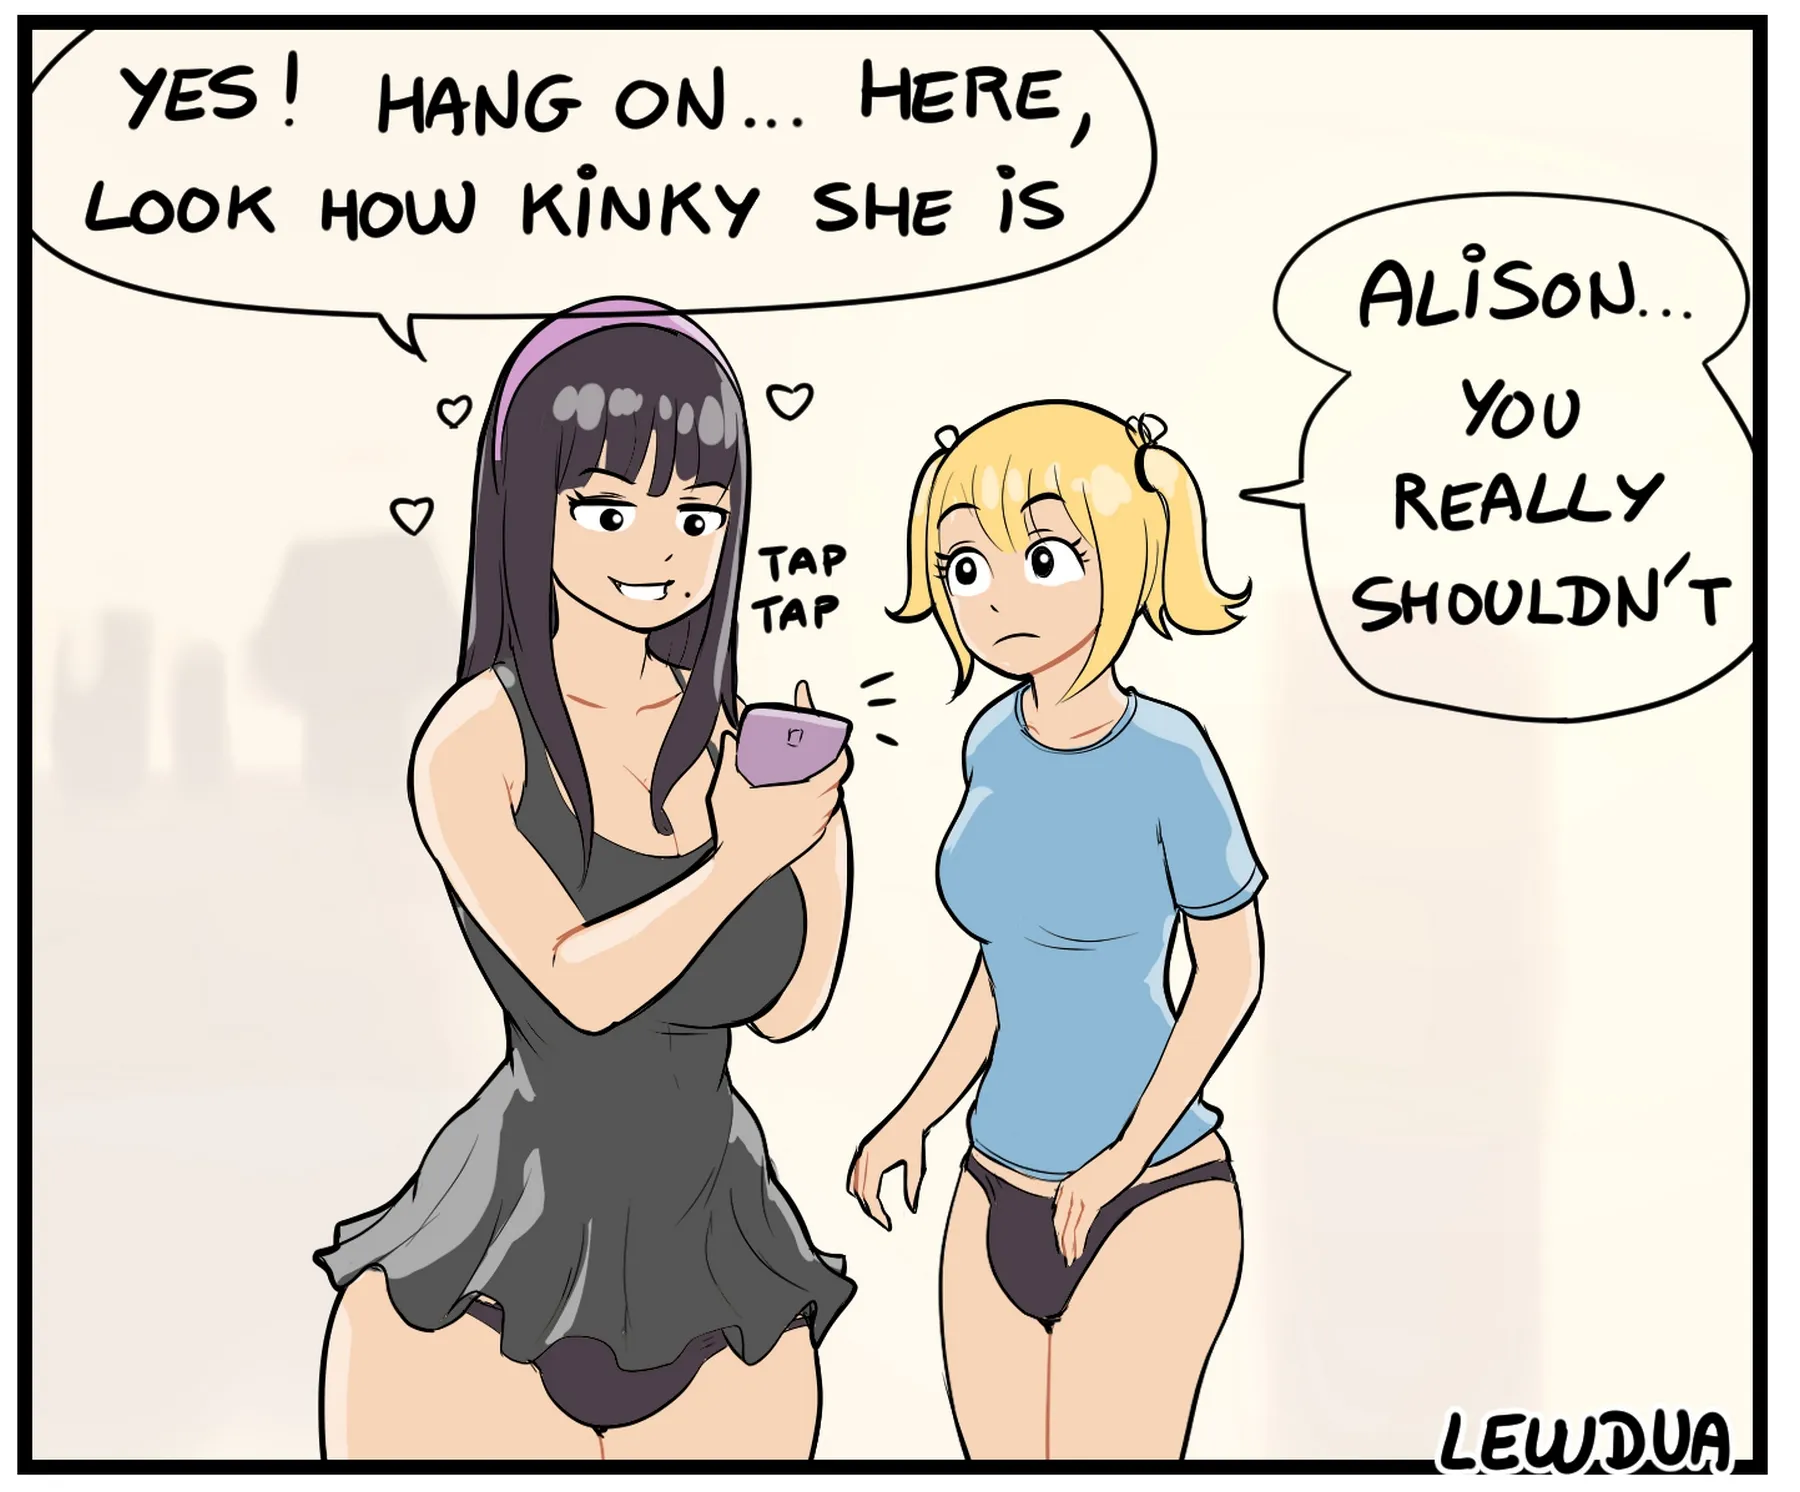 YES! HANG ON... HERE,
LOOK HOW KINKY SHE IS
ALISON...
YOU
REALLY
SHOULDN'T
TAP
TAP
LEWDUA